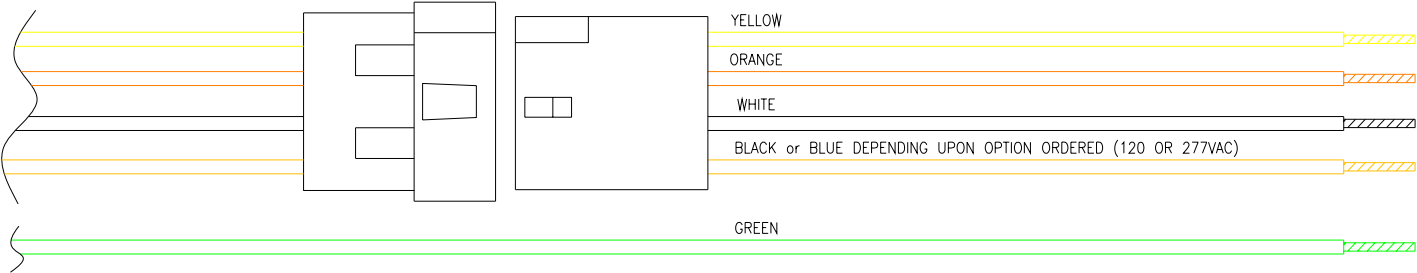 YELLOW
ORANGE
WHITE
BLACK or BLUE DEPENDING UPON OPTION ORDERED (120 OR 277VAC)
GREEN